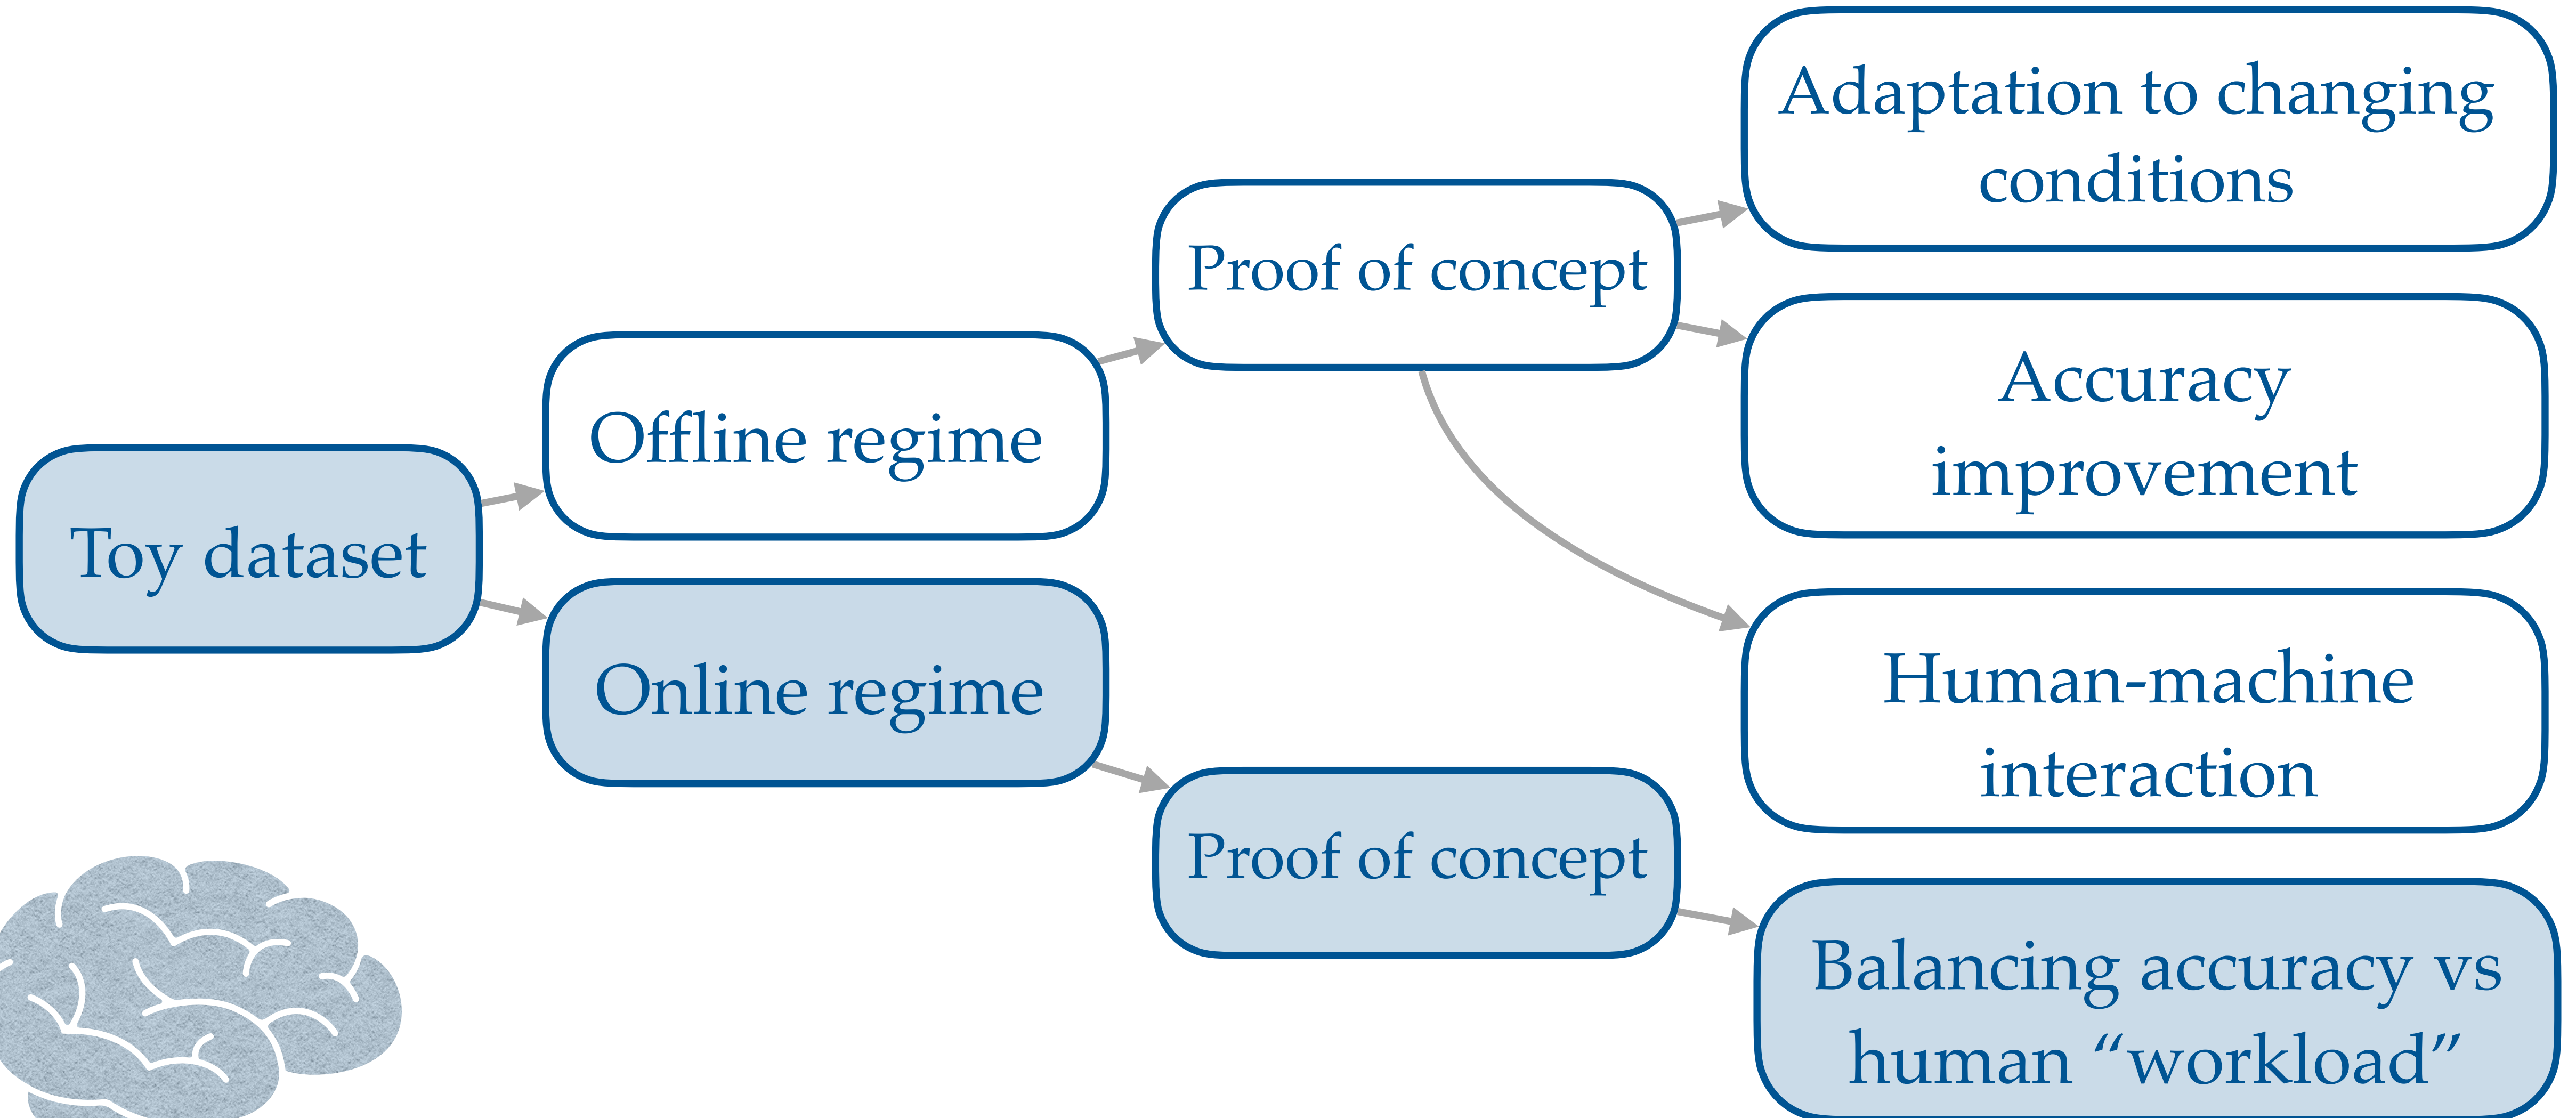 Toy dataset
Offline regime
Online regime
Proof of concept
Proof of concept
Adaptation to changing
conditions
Accuracy
improvement
Human-machine
interaction
Balancing accuracy vs
human “workload”